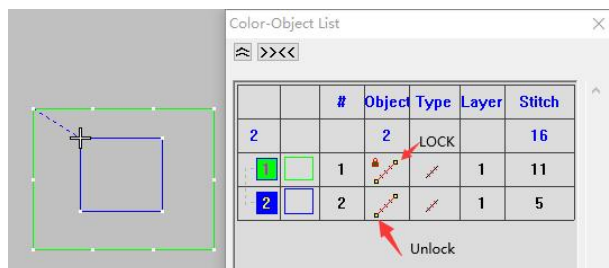 Color-Object List
>><<
# Object Type Layer Stitch
2 2 LOCK 16
1 1 1 11
2 2 1 5
Unlock